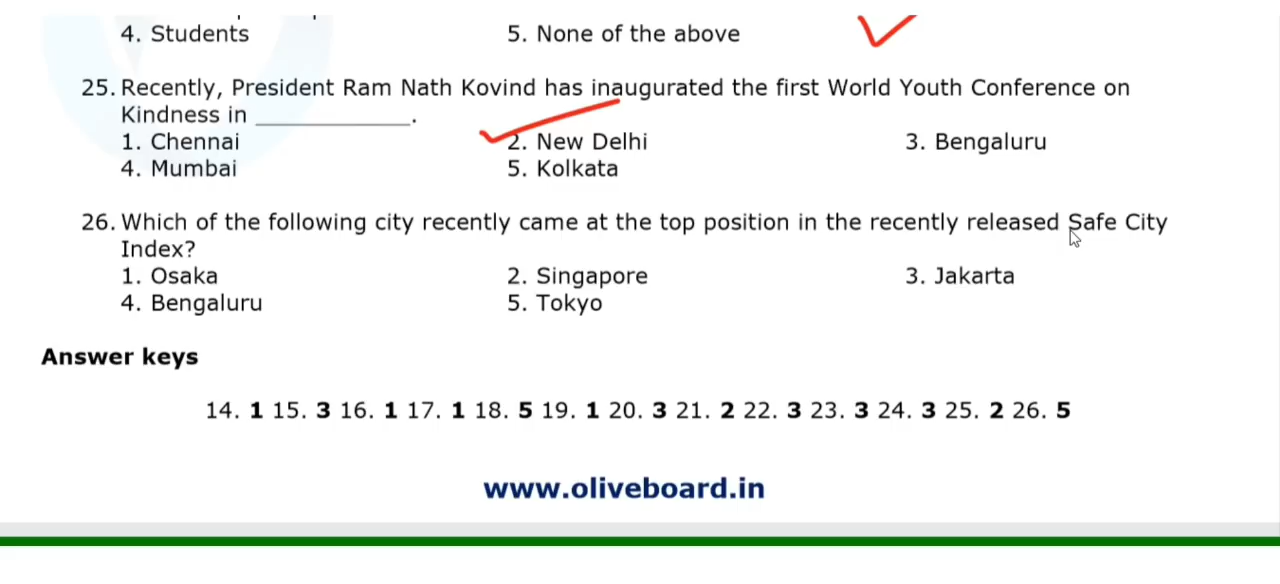 4. Students 5. None of the above
25. Recently, President Ram Nath Kovind has inaugurated the first World Youth Conference on
Kindness in ____________.
1. Chennai 2. New Delhi 3. Bengaluru
4. Mumbai 5. Kolkata
26. Which of the following city recently came at the top position in the recently released Safe City
Index?
1. Osaka 2. Singapore 3. Jakarta
4. Bengaluru 5. Tokyo
Answer keys
14. 1 15. 3 16. 1 17. 1 18. 5 19. 1 20. 3 21. 2 22. 3 23. 3 24. 3 25. 2 26. 5
www.oliveboard.in